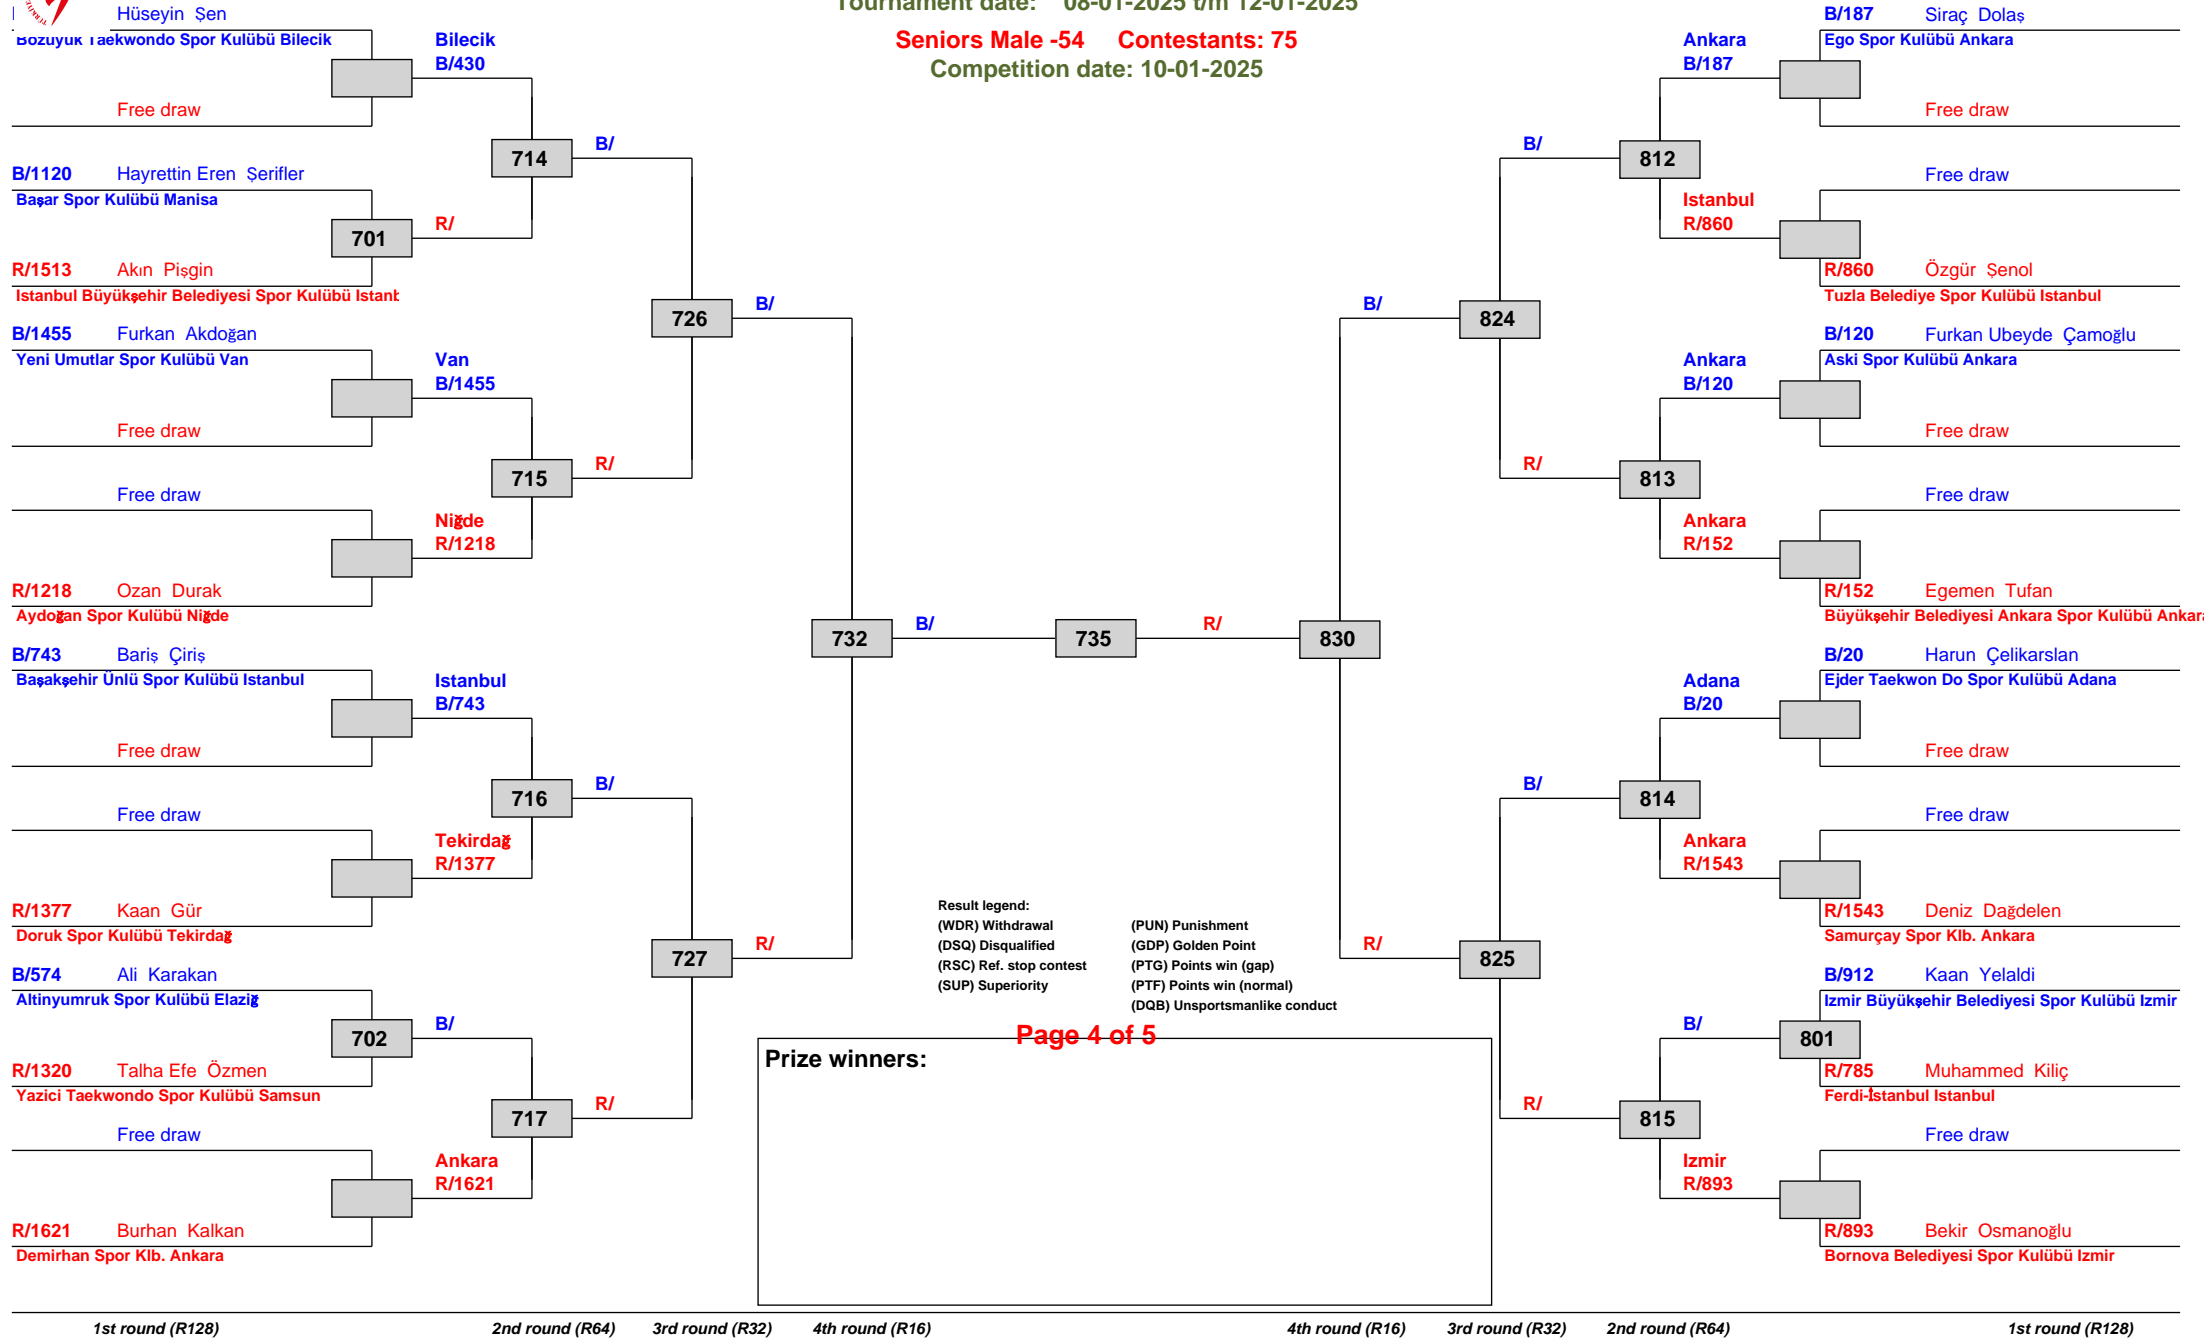 Tournament date: 08-01-2025 t/m 12-01-2025
Seniors Male -54 Contestants: 75
Competition date: 10-01-2025
Hüseyin Şen
Bozüyük Taekwondo Spor Kulübü Bilecik
Free draw
B/1120 Hayrettin Eren Şerifler
Başar Spor Kulübü Manisa
R/1513 Akın Pişgin
Istanbul Büyükşehir Belediyesi Spor Kulübü Istanb
B/1455 Furkan Akdoğan
Yeni Umutlar Spor Kulübü Van
Free draw
Free draw
R/1218 Ozan Durak
Aydoğan Spor Kulübü Niğde
B/743 Bariş Çiriş
Başakşehir Ünlü Spor Kulübü Istanbul
Free draw
Free draw
R/1377 Kaan Gür
Doruk Spor Kulübü Tekirdağ
B/574 Ali Karakan
Altinyumruk Spor Kulübü Elaziğ
R/1320 Talha Efe Özmen
Yazici Taekwondo Spor Kulübü Samsun
Free draw
R/1621 Burhan Kalkan
Demirhan Spor Klb. Ankara
701
702
Bilecik
B/430
R/
Van
B/1455
Niğde
R/1218
Istanbul
B/743
Tekirdağ
R/1377
B/
Ankara
R/1621
714
715
716
717
B/
R/
B/
R/
726
727
B/
R/
732
B/
735
R/
830
B/
R/
824
825
B/
R/
B/
R/
812
813
814
815
Ankara
B/187
Istanbul
R/860
Ankara
B/120
Ankara
R/152
Adana
B/20
Ankara
R/1543
B/
Izmir
R/893
801
B/187 Siraç Dolaş
Ego Spor Kulübü Ankara
Free draw
Free draw
R/860 Özgür Şenol
Tuzla Belediye Spor Kulübü Istanbul
B/120 Furkan Ubeyde Çamoğlu
Aski Spor Kulübü Ankara
Free draw
Free draw
R/152 Egemen Tufan
Büyükşehir Belediyesi Ankara Spor Kulübü Ankara
B/20 Harun Çelikarslan
Ejder Taekwon Do Spor Kulübü Adana
Free draw
Free draw
R/1543 Deniz Dağdelen
Samurçay Spor Klb. Ankara
B/912 Kaan Yelaldi
Izmir Büyükşehir Belediyesi Spor Kulübü Izmir
R/785 Muhammed Kiliç
Ferdi-İstanbul Istanbul
Free draw
R/893 Bekir Osmanoğlu
Bornova Belediyesi Spor Kulübü Izmir
Result legend:
(WDR) Withdrawal (PUN) Punishment
(DSQ) Disqualified (GDP) Golden Point
(RSC) Ref. stop contest (PTG) Points win (gap)
(SUP) Superiority (PTF) Points win (normal)
(DQB) Unsportsmanlike conduct
Page 4 of 5
Prize winners:
1st round (R128) 2nd round (R64) 3rd round (R32) 4th round (R16) 4th round (R16) 3rd round (R32) 2nd round (R64) 1st round (R128)